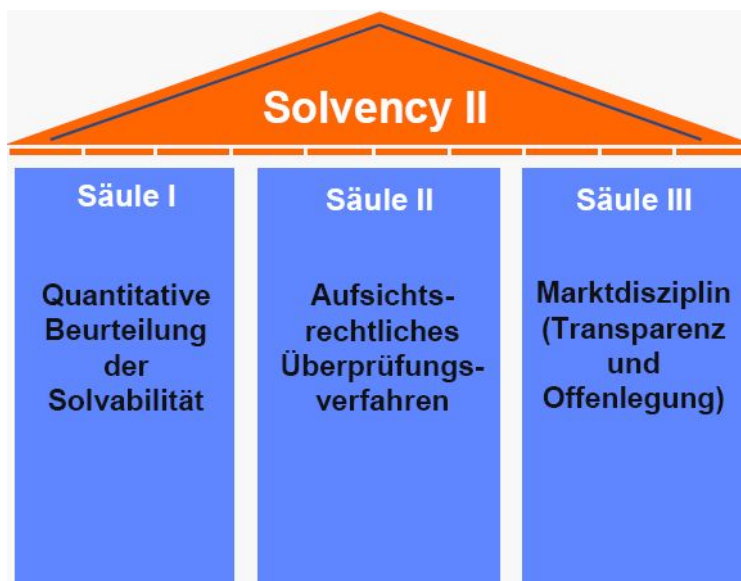 Solvency II
Säule I
Quantitative
Beurteilung
der
Solvabilität
Säule II
Aufsichts-
rechtliches
Überprüfungs-
verfahren
Säule III
Marktdisziplin
(Transparenz
und
Offenlegung)